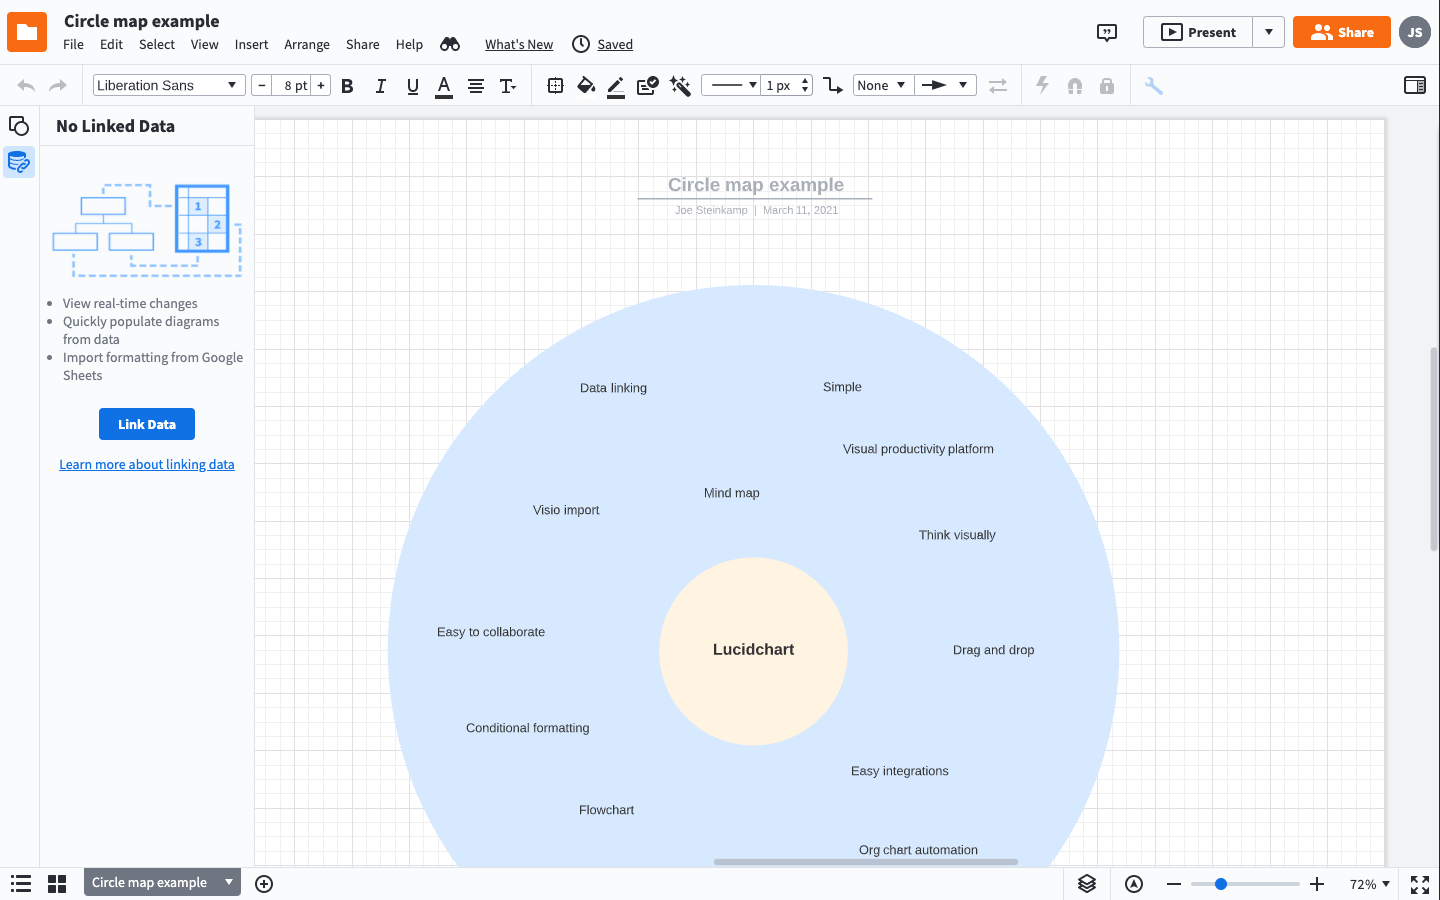 Circle map example
File Edit Select View Insert Arrange Share Help What's New Saved
Present Share JS
Liberation Sans − 8 pt + B I U A T 1 px None
No Linked Data
1
2
3
View real-time changes
Quickly populate diagrams
from data
Import formatting from Google
Sheets
Link Data
Learn more about linking data
Circle map example
Joe Steinkamp | March 11, 2021
Data linking
Simple
Visual productivity platform
Mind map
Visio import
Think visually
Easy to collaborate
Lucidchart
Drag and drop
Conditional formatting
Easy integrations
Flowchart
Org chart automation
Circle map example
72%